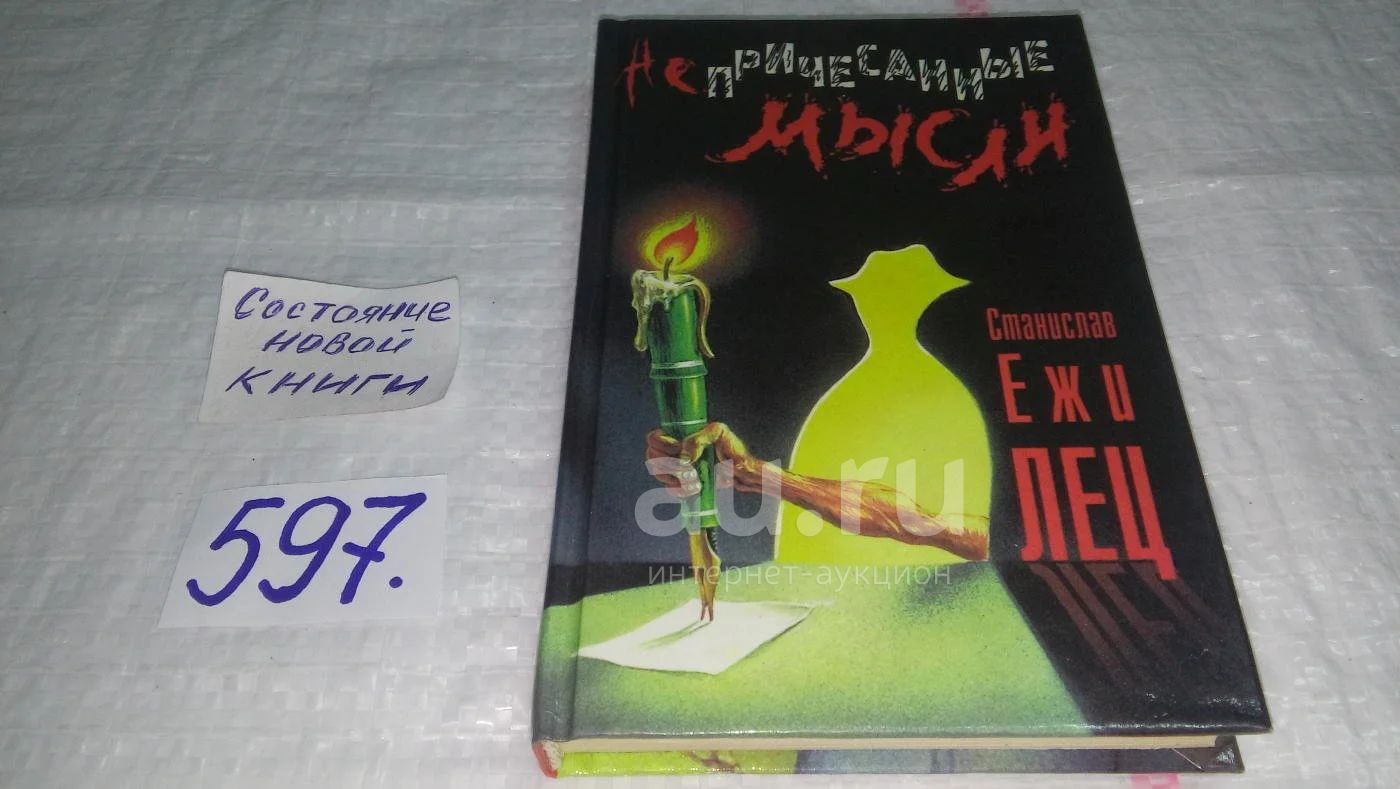 Непричесанные
мысли
Станислав
Ежи
ЛЕЦ
Состояние
новой
книги
597.
au.ru
интернет-аукцион